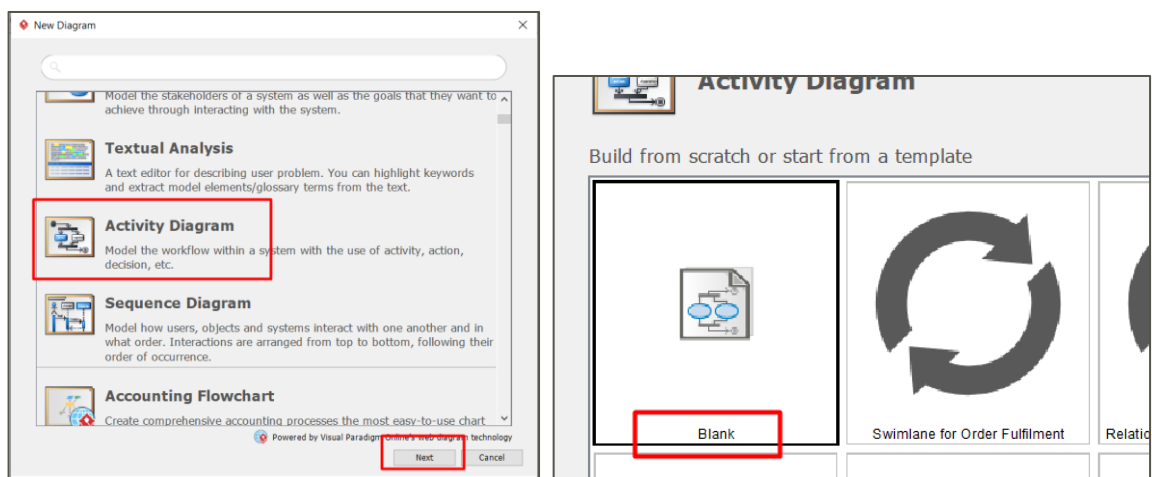 New Diagram
Model the stakeholders of a system as well as the goals that they want to
achieve through interacting with the system.
Textual Analysis
A text editor for describing user problem. You can highlight keywords
and extract model elements/glossary terms from the text.
Activity Diagram
Model the workflow within a system with the use of activity, action,
decision, etc.
Sequence Diagram
Model how users, objects and systems interact with one another and in
what order. Interactions are arranged from top to bottom, following their
order of occurrence.
Accounting Flowchart
Create comprehensive accounting processes the most easy-to-use chart
Powered by Visual Paradigm Online's web diagram technology
Next
Cancel
Activity Diagram
Build from scratch or start from a template
Blank
Swimlane for Order Fulfilment
Relatio